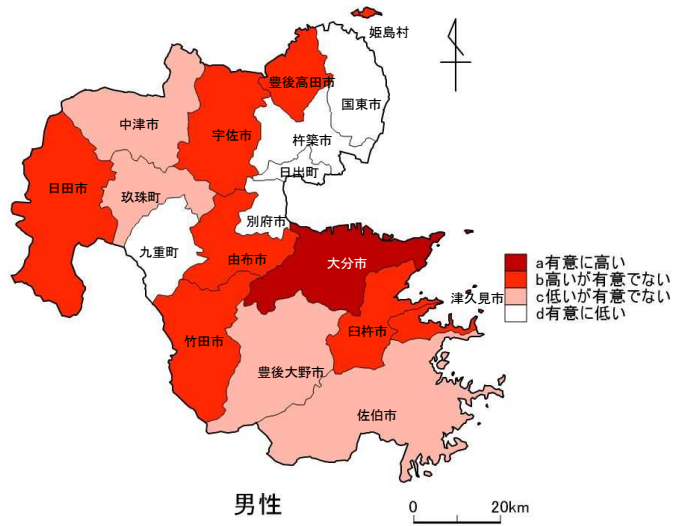 姫島村
豊後高田市
国東市
中津市
宇佐市
杵築市
日出町
日田市
玖珠町
別府市
九重町
由布市
大分市
a有意に高い
b高いが有意でない
c低いが有意でない
d有意に低い
津久見市
臼杵市
竹田市
豊後大野市
佐伯市
男性
0 20km